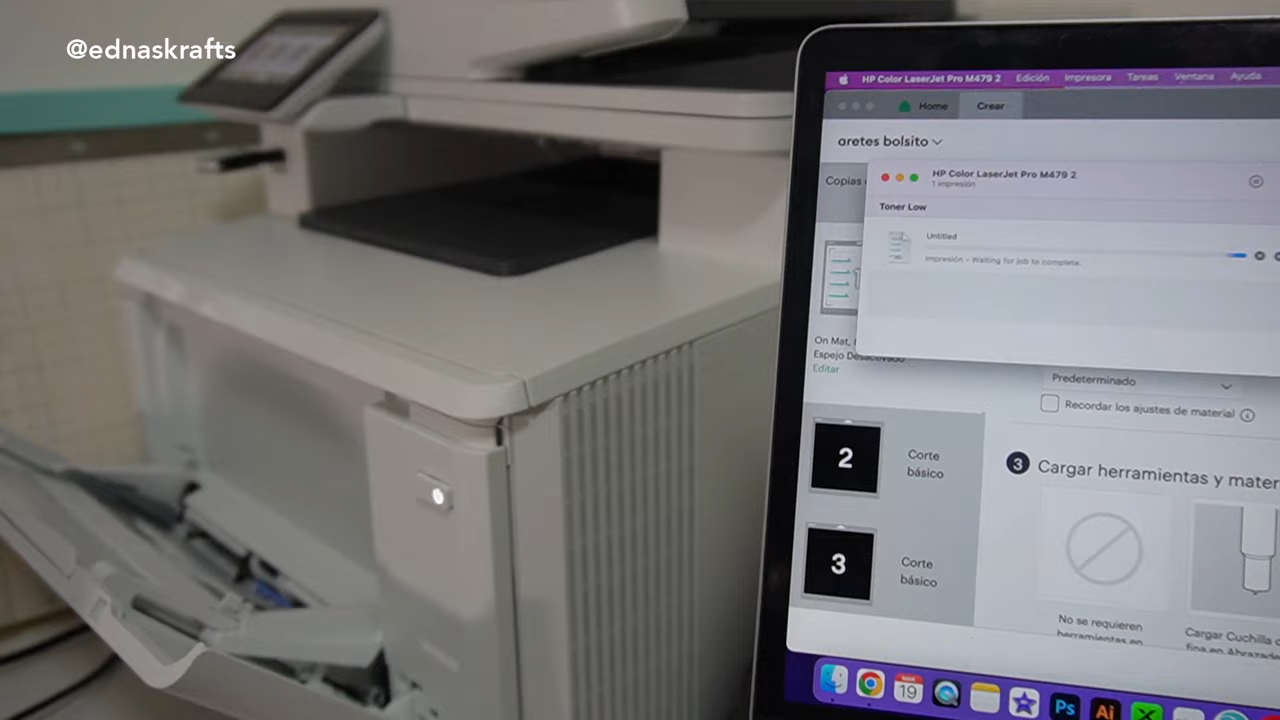 @ednaskrafts
HP Color LaserJet Pro M479 2 Edición Impresora Tareas Ventana Ayuda
Home Crear
aretes bolsito
Copias
HP Color LaserJet Pro M479 2
1 impresión
Toner Low
Untitled
Impresión - Waiting for job to complete.
On Mat,
Espejo Desactivado
Editar
Predeterminado
Recordar los ajustes de material
2 Corte
básico
3 Cargar herramientas y mater
3 Corte
básico
No se requieren
herramientas en
Cargar Cuchilla
fina en Abrazade
19
Ps
Ai